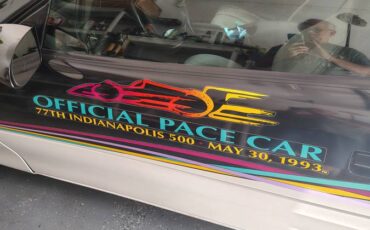 OFFICIAL PACE CAR
77TH INDIANAPOLIS 500 - MAY 30, 1993